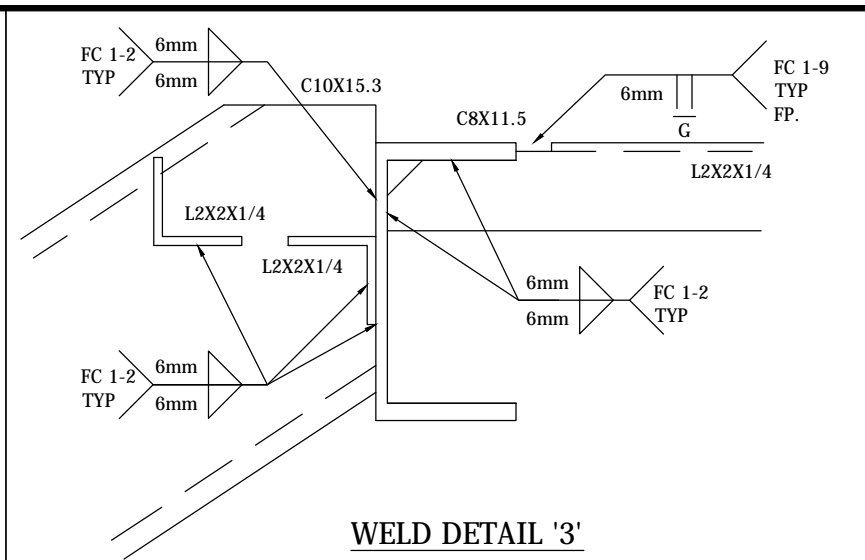 FC 1-2
TYP
6mm
6mm
C10X15.3
FC 1-9
TYP
FP.
6mm
G
C8X11.5
L2X2X1/4
L2X2X1/4
L2X2X1/4
6mm
6mm
FC 1-2
TYP
FC 1-2
TYP
6mm
6mm
WELD DETAIL '3'